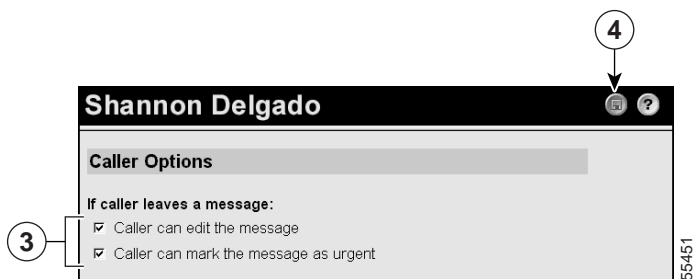 4
Shannon Delgado
?
Caller Options
If caller leaves a message:
3
Caller can edit the message
Caller can mark the message as urgent
55451